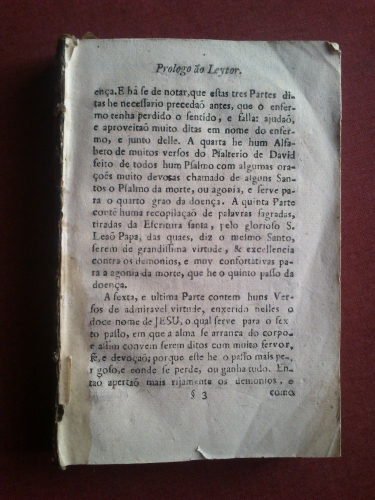 Prologo ão Leytor.
ença. E há se de notar, que estas tres Partes di-
tas he necessario precedaõ antes, que o enfer-
mo tenha perdido o sentido, e falla: ajudaõ,
e aproveitaõ muito ditas em nome do enfer-
mo, e junto delle. A quarta he hum Alfa-
bero de muitos versos do Psalterio de David
feito de todos hum Psalmo com algumas ora-
çoẽs muito devotas chamado de alguns San-
tos o Psalmo da morte, ou agonia, e serve pa-
ra o quarto grao da doença. A quinta Parte
contẽ huma recopilaçaõ de palavras sagradas,
tiradas da Escritura santa, pelo glorioso S.
Leaõ Papa, das quaes, diz o mesmo Santo,
serem de grandissima virtude, & excellencia
contra os demonios, e muy confortativas pa-
ra a agonia da morte, que he o quinto passo da
doença.
A sexta, e ultima Parte contem huns Ver-
sos de admiravel virtude, enxerido nelles o
doce nome de JESU, o qual serve para o sex-
to passo, em que a alma se arranca do corpo,
e assim convem serem ditos com muito fervor,
fé, e devoçaõ; porque este he o passo mais pe-
rigoso, e onde se perde, ou ganha tudo. En-
taõ apertaõ mais rijamente os demonios, e
§ 3 como